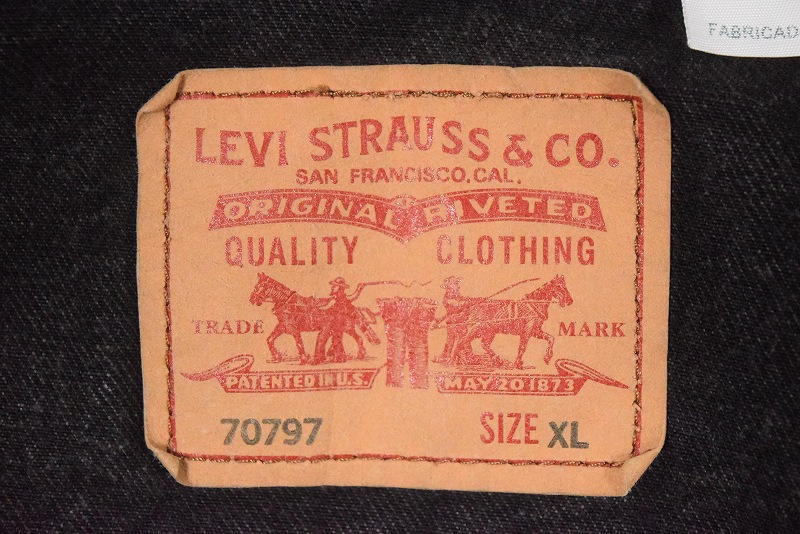 FABRICAD
LEVI STRAUSS & CO.
SAN FRANCISCO, CAL.
ORIGINAL RIVETED
QUALITY CLOTHING
TRADE MARK
PATENTED IN U.S. MAY 20 1873
70797 SIZE XL